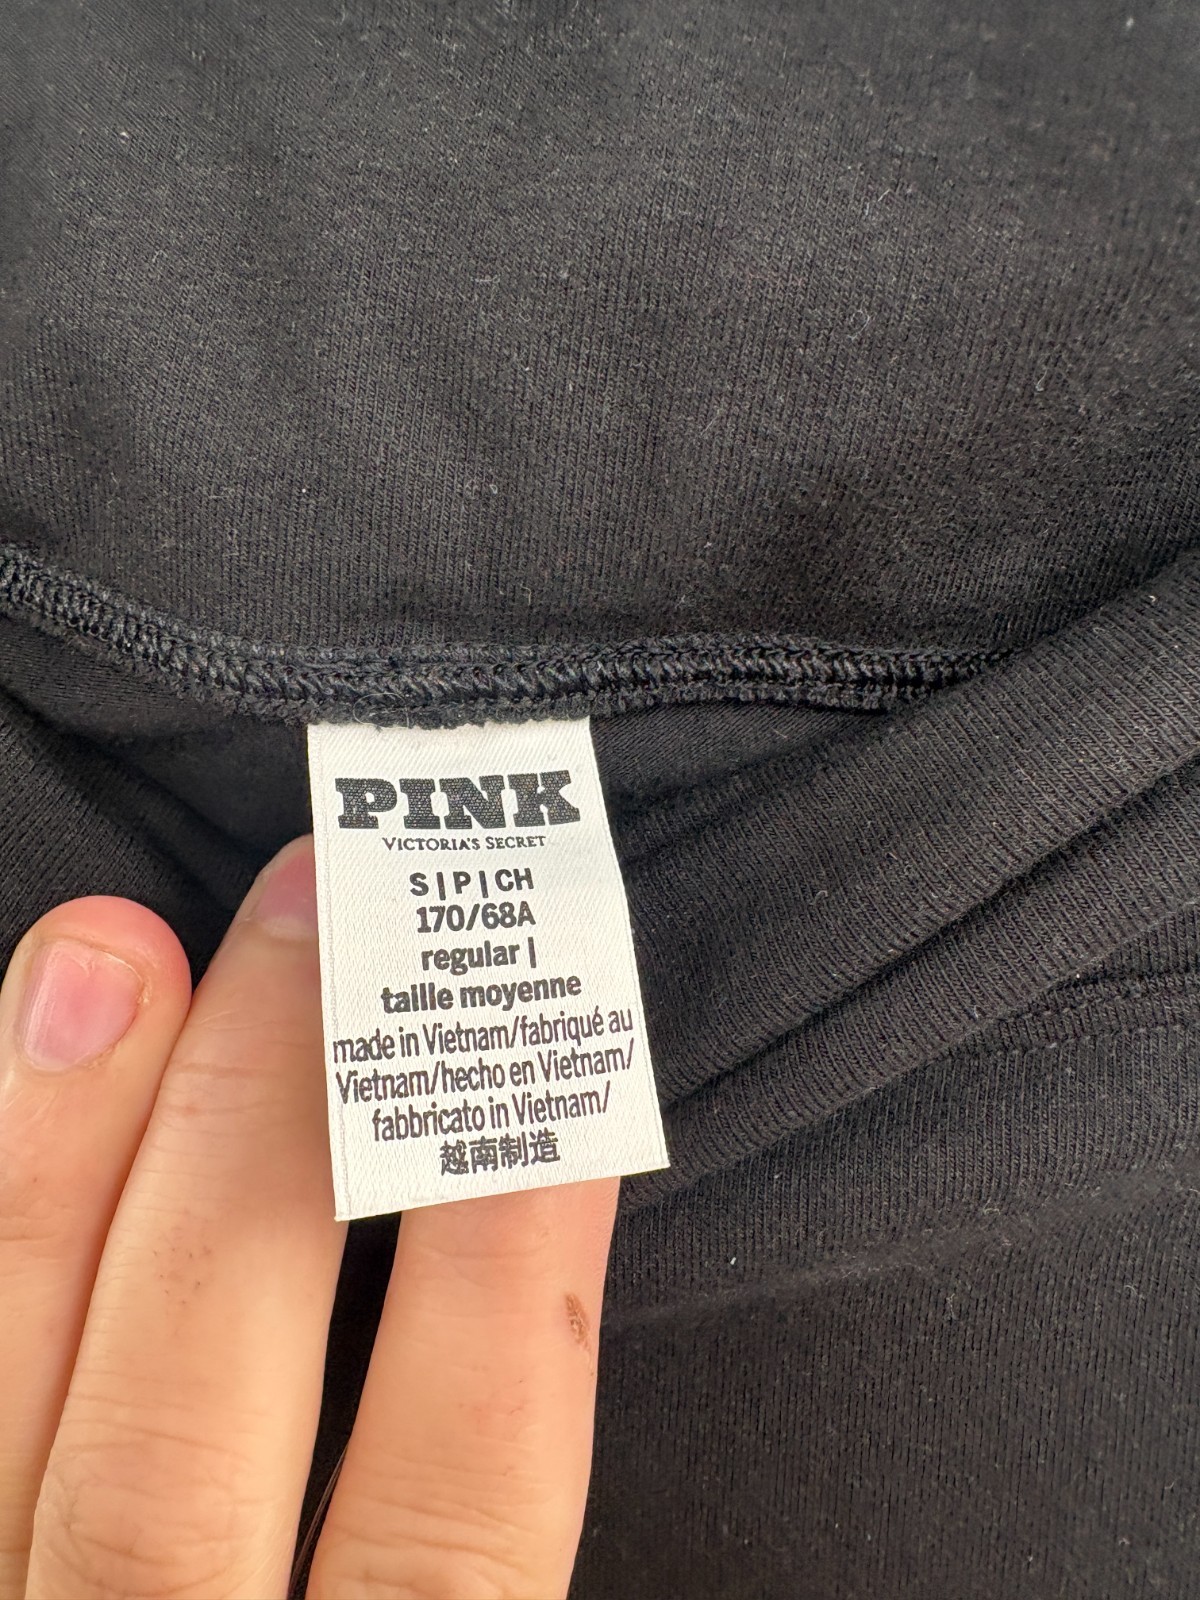 PINK
VICTORIA'S SECRET
S | P | CH
170/68A
regular |
taille moyenne
made in Vietnam/fabriqué au
Vietnam/hecho en Vietnam/
fabbricato in Vietnam/
越南制造